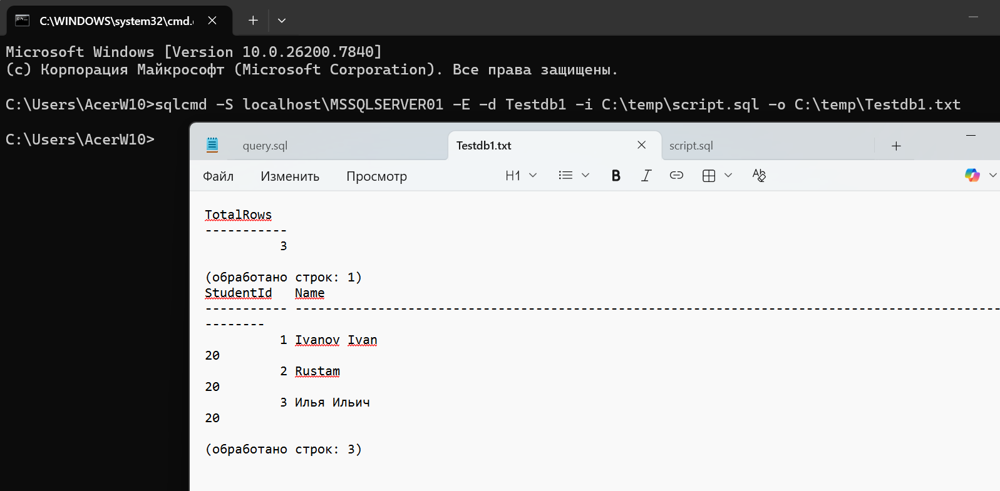 C:\WINDOWS\system32\cmd.
Microsoft Windows [Version 10.0.26200.7840]
(c) Корпорация Майкрософт (Microsoft Corporation). Все права защищены.
C:\Users\AcerW10>sqlcmd -S localhost\MSSQLSERVER01 -E -d Testdb1 -i C:\temp\script.sql -o C:\temp\Testdb1.txt
C:\Users\AcerW10>
query.sql Testdb1.txt script.sql
Файл Изменить Просмотр H1 B I
TotalRows
-----------
3
(обработано строк: 1)
StudentId Name
----------- ----------------------------------------------------------------------------------------------
--------
1 Ivanov Ivan
20
2 Rustam
20
3 Илья Ильич
20
(обработано строк: 3)